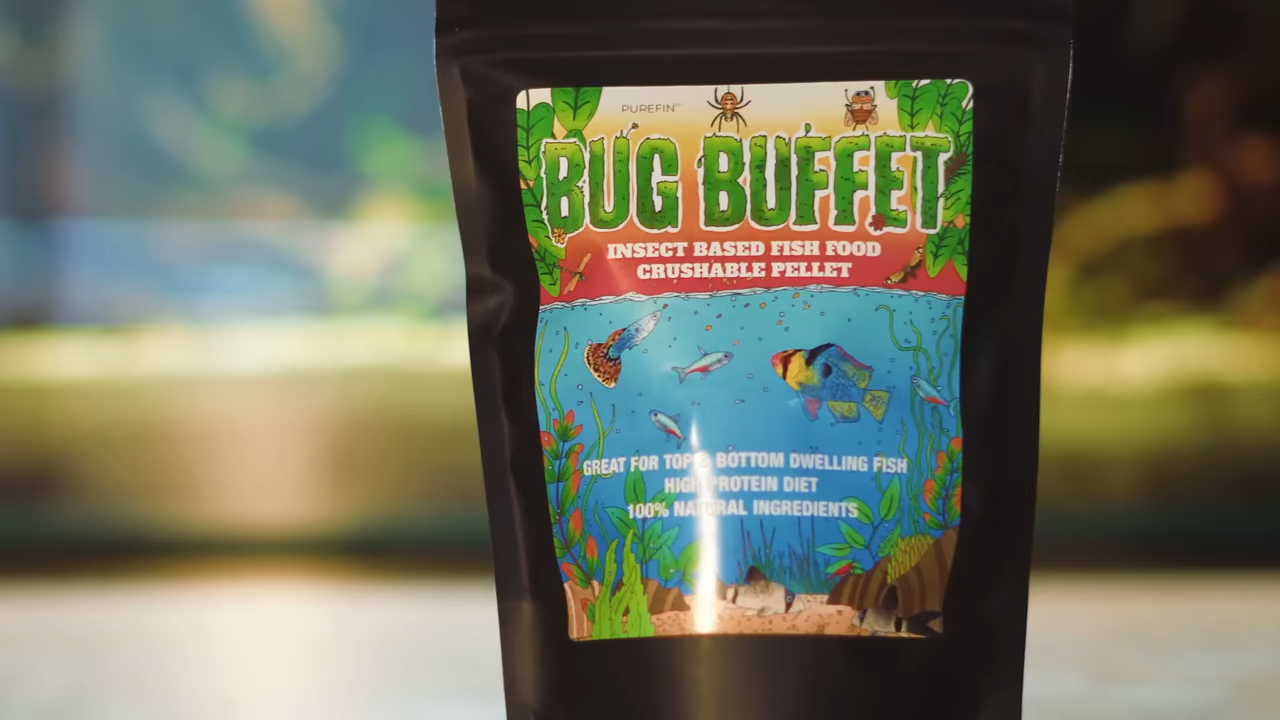 PUREFIN™
BUG BUFFET
INSECT BASED FISH FOOD
CRUSHABLE PELLET
GREAT FOR TOP & BOTTOM DWELLING FISH
HIGH PROTEIN DIET
100% NATURAL INGREDIENTS